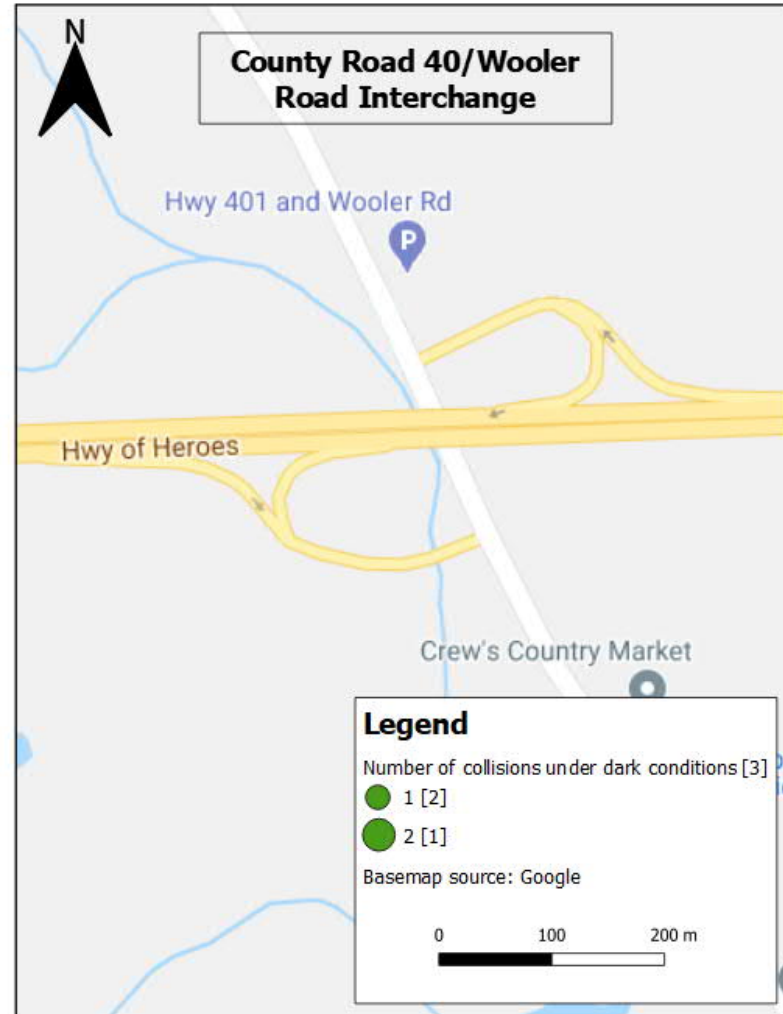 N
County Road 40/Wooler
Road Interchange
Hwy 401 and Wooler Rd
P
Hwy of Heroes
Crew's Country Market
Legend
Number of collisions under dark conditions [3]
1 [2]
2 [1]
Basemap source: Google
0 100 200 m